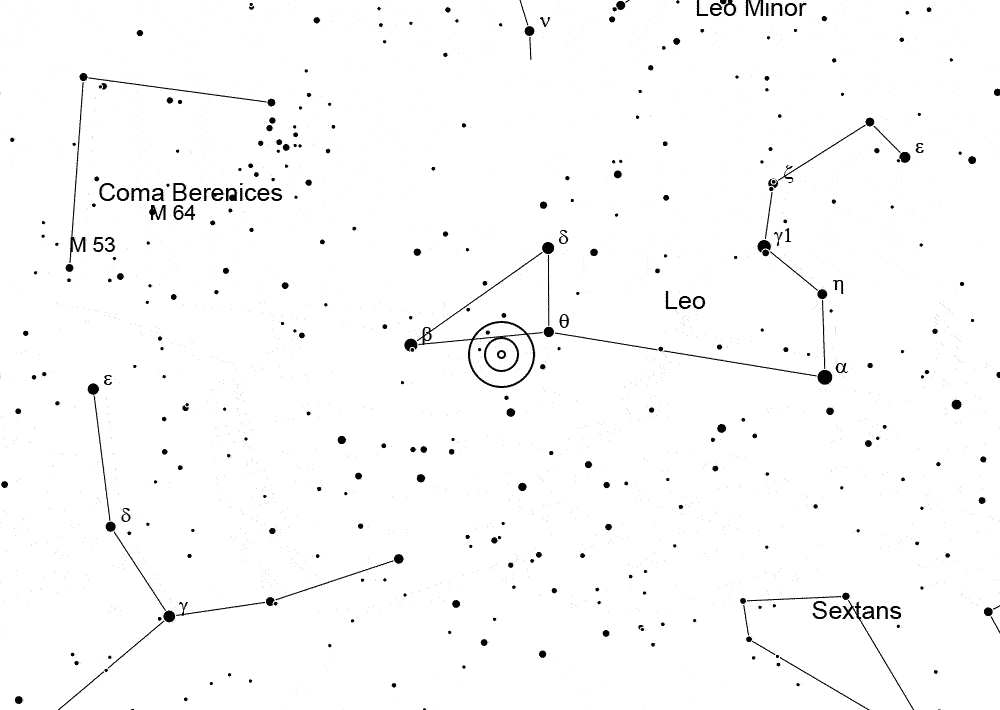 Leo Minor
ν
ε
ζ
Coma Berenices
M 64
γ1
δ
M 53
η
Leo
θ
β
α
ε
δ
γ
Sextans